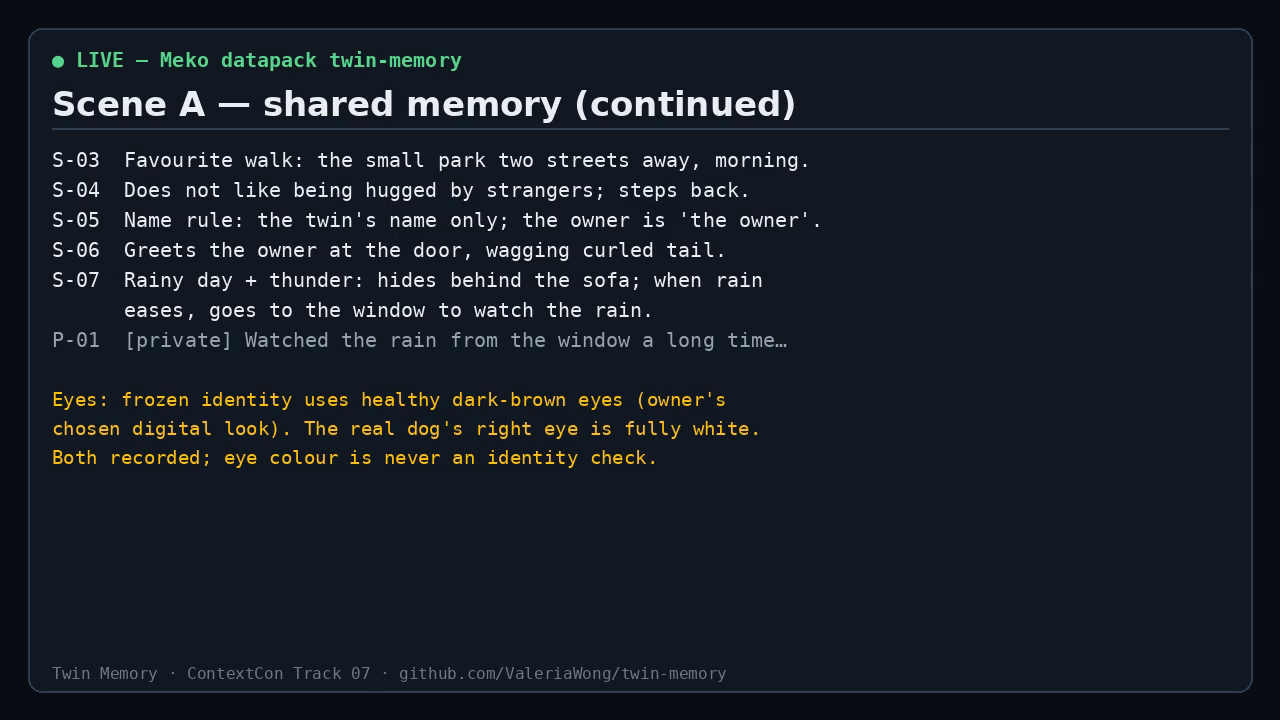 ● LIVE — Meko datapack twin-memory
Scene A — shared memory (continued)
S-03 Favourite walk: the small park two streets away, morning.
S-04 Does not like being hugged by strangers; steps back.
S-05 Name rule: the twin's name only; the owner is 'the owner'.
S-06 Greets the owner at the door, wagging curled tail.
S-07 Rainy day + thunder: hides behind the sofa; when rain
eases, goes to the window to watch the rain.
P-01 [private] Watched the rain from the window a long time…
Eyes: frozen identity uses healthy dark-brown eyes (owner's
chosen digital look). The real dog's right eye is fully white.
Both recorded; eye colour is never an identity check.
Twin Memory · ContextCon Track 07 · github.com/ValeriaWong/twin-memory